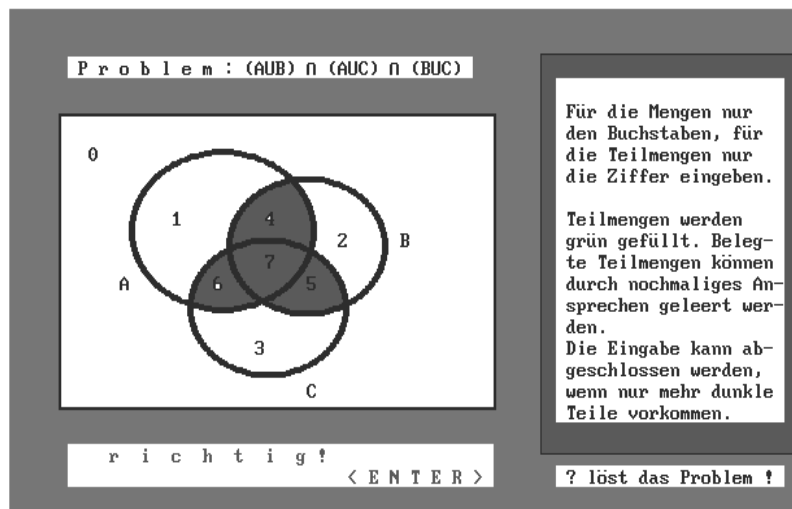 P r o b l e m : (AUB) ∩ (AUC) ∩ (BUC)
0
1
4
2
B
7
A
6
5
3
C
r i c h t i g !
< E N T E R >
Für die Mengen nur
den Buchstaben, für
die Teilmengen nur
die Ziffer eingeben.
Teilmengen werden
grün gefüllt. Beleg-
te Teilmengen können
durch nochmaliges An-
sprechen geleert wer-
den.
Die Eingabe kann ab-
geschlossen werden,
wenn nur mehr dunkle
Teile vorkommen.
? löst das Problem !